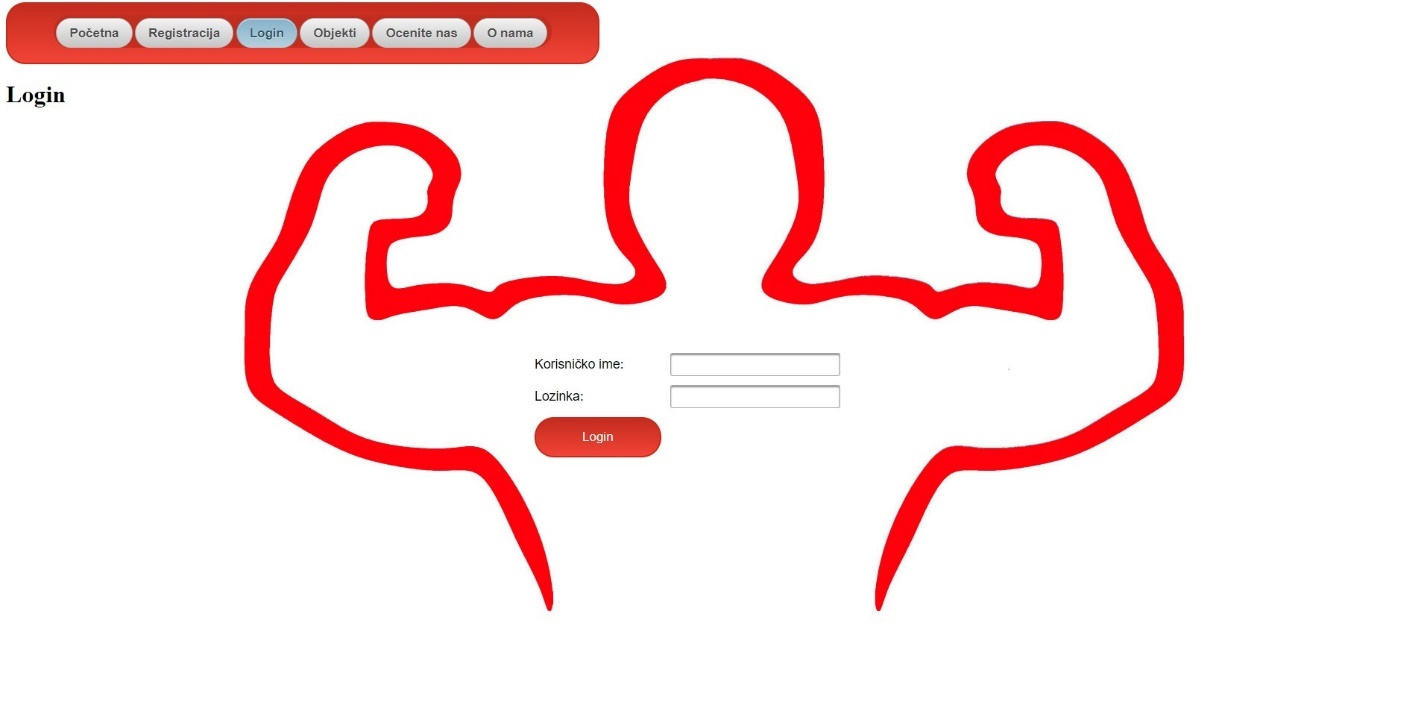 Početna Registracija Login Objekti Ocenite nas O nama
Login
Korisničko ime:
Lozinka:
Login